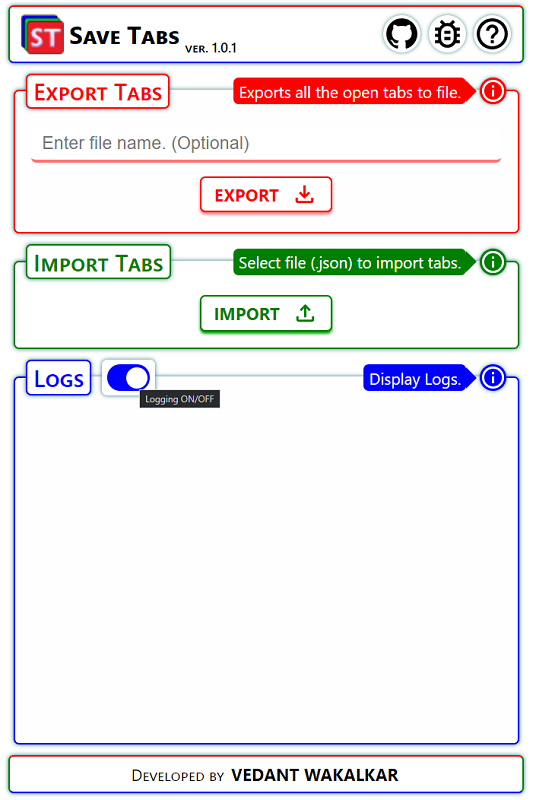 ST Save Tabs ver. 1.0.1
Export Tabs Exports all the open tabs to file.
Enter file name. (Optional)
EXPORT
Import Tabs Select file (.json) to import tabs.
IMPORT
Logs Display Logs.
Logging ON/OFF
Developed by VEDANT WAKALKAR